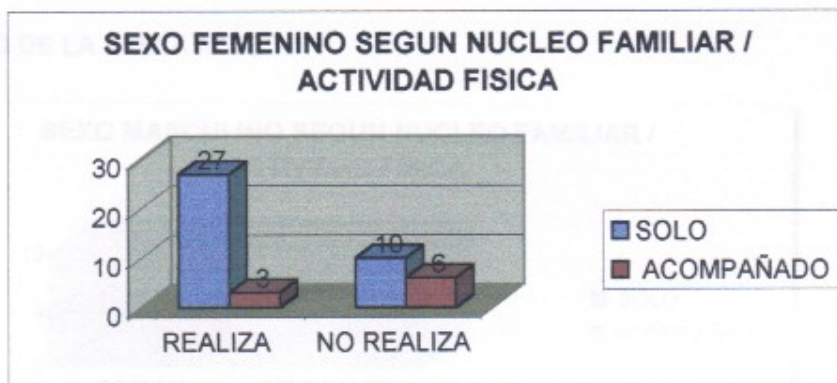 SEXO FEMENINO SEGUN NUCLEO FAMILIAR /
ACTIVIDAD FISICA
30
20
10
0
27
3
10
6
REALIZA
NO REALIZA
SOLO
ACOMPAÑADO